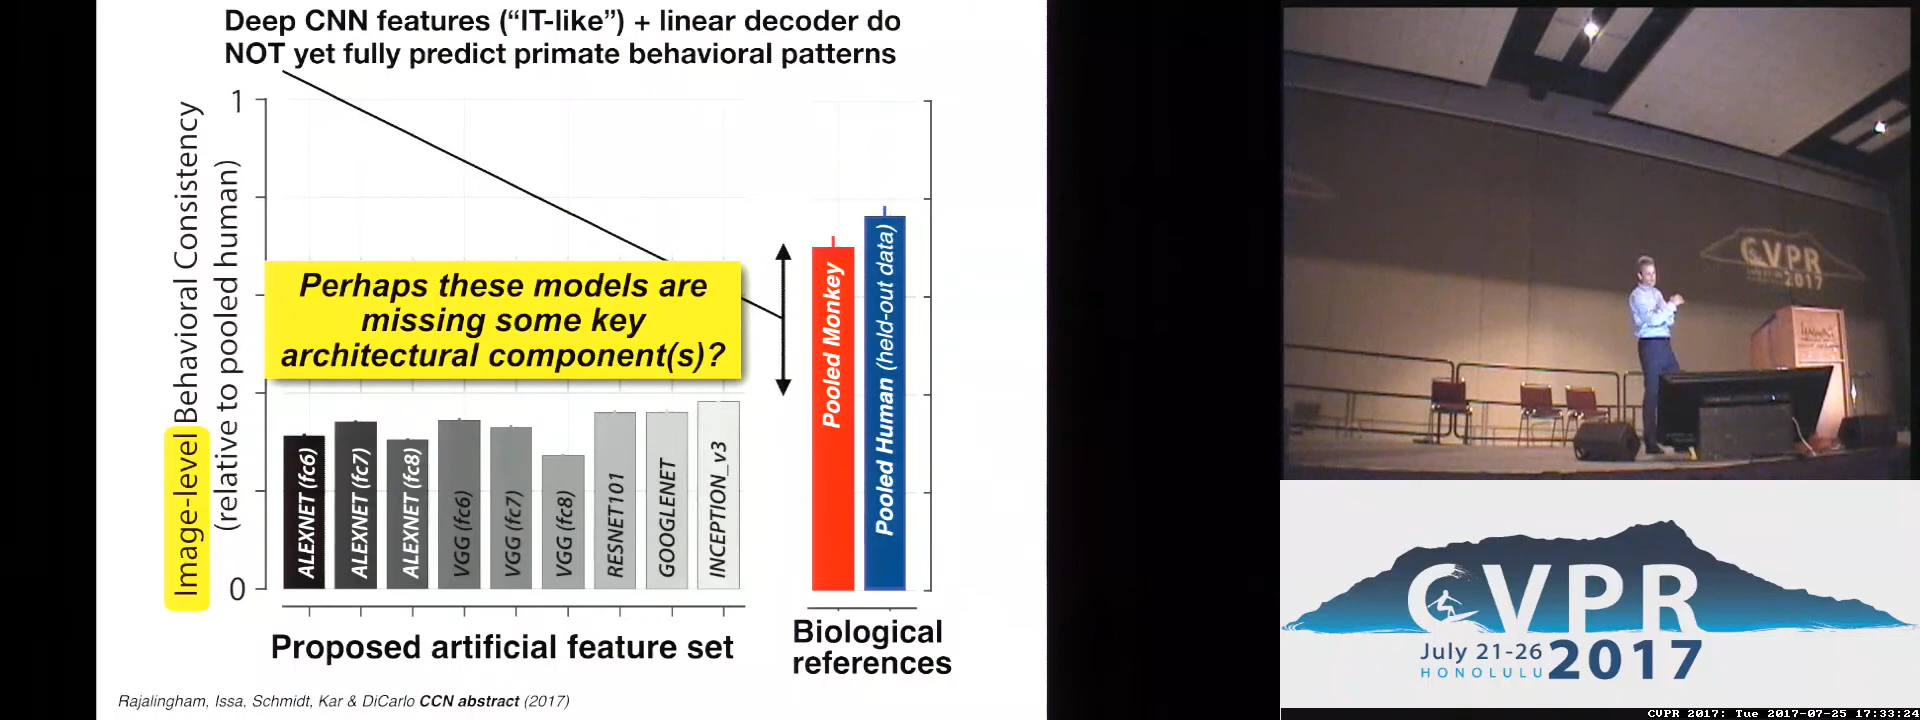 Deep CNN features (“IT-like”) + linear decoder do
NOT yet fully predict primate behavioral patterns
Image-level Behavioral Consistency
(relative to pooled human)
1
0
Perhaps these models are
missing some key
architectural component(s)?
ALEXNET (fc6)
ALEXNET (fc7)
ALEXNET (fc8)
VGG (fc6)
VGG (fc7)
VGG (fc8)
RESNET101
GOOGLENET
INCEPTION_v3
Pooled Monkey
Pooled Human (held-out data)
Proposed artificial feature set
Biological
references
Rajalingham, Issa, Schmidt, Kar & DiCarlo CCN abstract (2017)
CVPR
2017
CVPR
July 21-26
HONOLULU
2017
CVPR 2017: Tue 2017-07-25 17:33:24